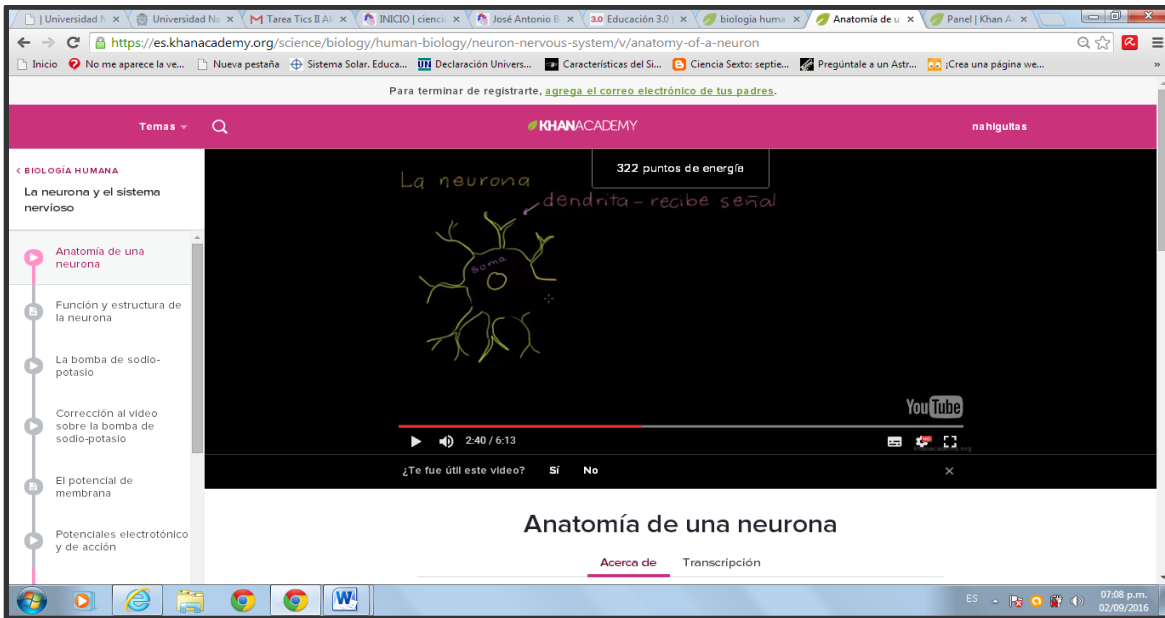 | Universidad N
Universidad Na
Tarea Tics II Al
INICIO | ciencia
José Antonio B
3.0 Educación 3.0 |
biologia huma
Anatomía de u
Panel | Khan A
https://es.khanacademy.org/science/biology/human-biology/neuron-nervous-system/v/anatomy-of-a-neuron
Inicio
No me aparece la ve...
Nueva pestaña
Sistema Solar. Educa...
UN Declaración Univers...
Características del Si...
Ciencia Sexto: septie...
Pregúntale a un Astr...
¡Crea una página we...
»
Para terminar de registrarte, agrega el correo electrónico de tus padres.
Temas
KHANACADEMY
nahiguitas
< BIOLOGÍA HUMANA
La neurona y el sistema
nervioso
Anatomía de una
neurona
Función y estructura de
la neurona
La bomba de sodio-
potasio
Corrección al video
sobre la bomba de
sodio-potasio
El potencial de
membrana
Potenciales electrotónico
y de acción
322 puntos de energía
La neurona
dendrita - recibe señal
soma
YouTube
2:40 / 6:13
khanacademy.org
¿Te fue útil este video? Sí No
Anatomía de una neurona
Acerca de Transcripción
ES
07:08 p.m.
02/09/2016